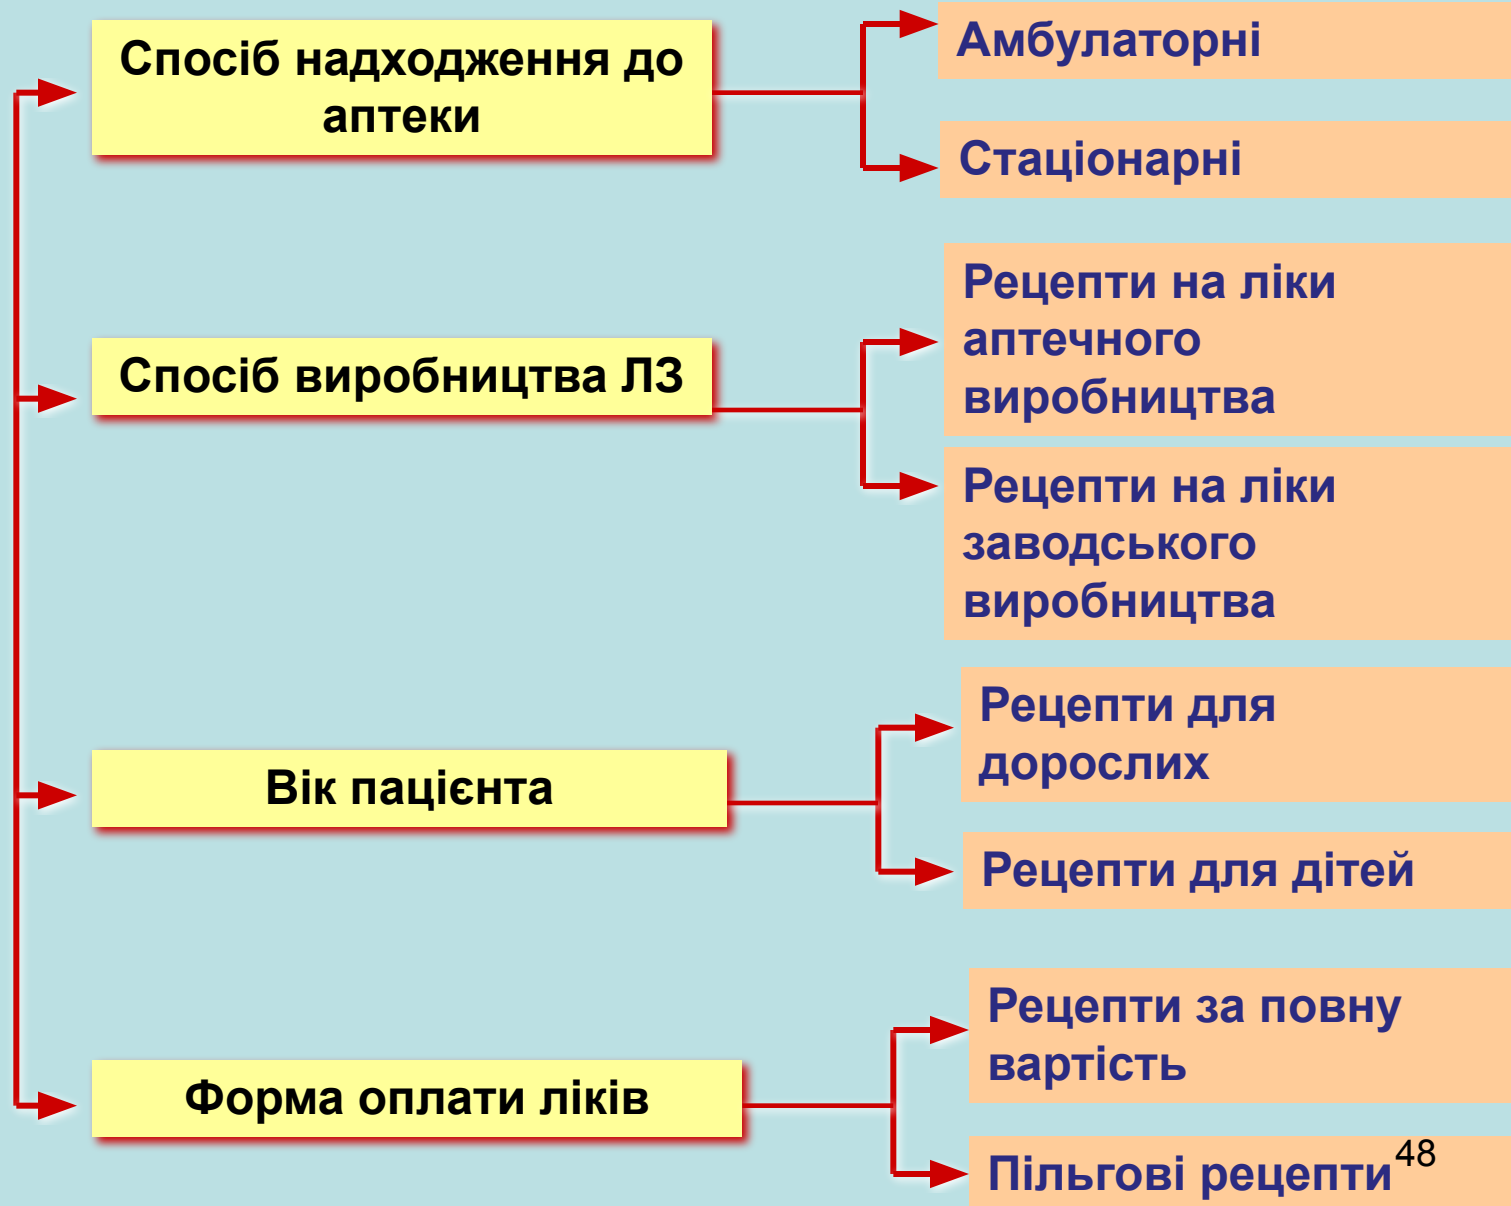 Спосіб надходження до
аптеки
Амбулаторні
Стаціонарні
Спосіб виробництва ЛЗ
Рецепти на ліки
аптечного
виробництва
Рецепти на ліки
заводського
виробництва
Вік пацієнта
Рецепти для
дорослих
Рецепти для дітей
Форма оплати ліків
Рецепти за повну
вартість
Пільгові рецепти
48